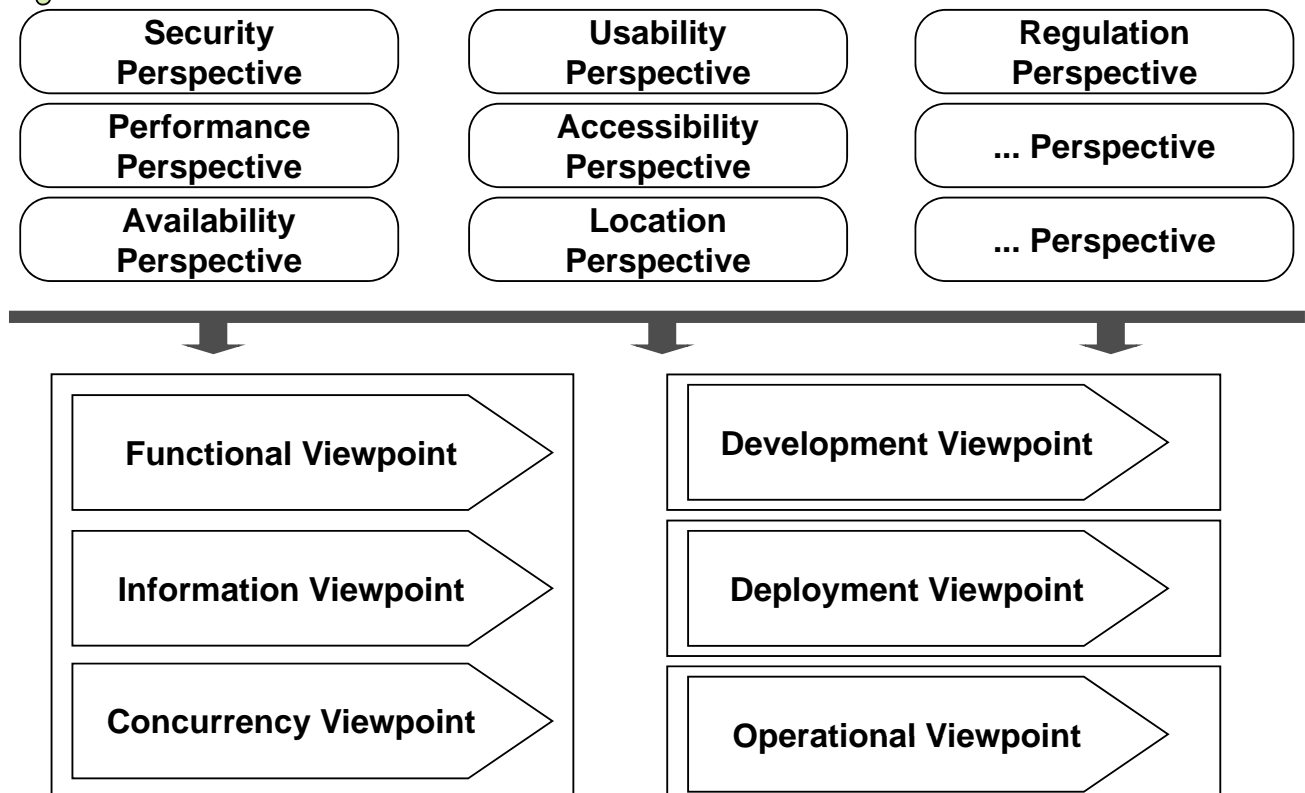 Security
Perspective
Usability
Perspective
Regulation
Perspective
Performance
Perspective
Accessibility
Perspective
... Perspective
Availability
Perspective
Location
Perspective
... Perspective
Functional Viewpoint
Development Viewpoint
Information Viewpoint
Deployment Viewpoint
Concurrency Viewpoint
Operational Viewpoint